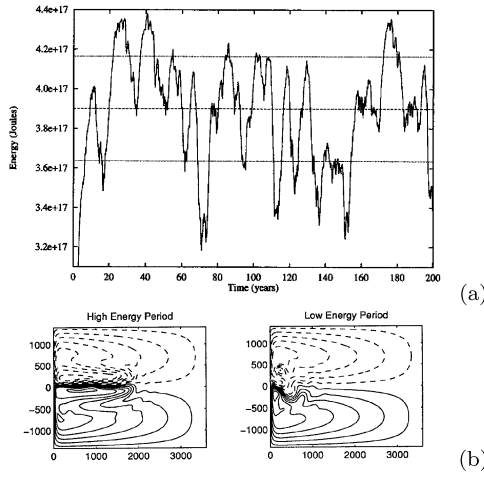 4.4e+17
4.2e+17
4.0e+17
3.8e+17
3.6e+17
3.4e+17
3.2e+17
Energy (Joules)
0 20 40 60 80 100 120 140 160 180 200
Time (years)
(a)
High Energy Period
1000
500
0
−500
−1000
0 1000 2000 3000
Low Energy Period
1000
500
0
−500
−1000
0 1000 2000 3000
(b)